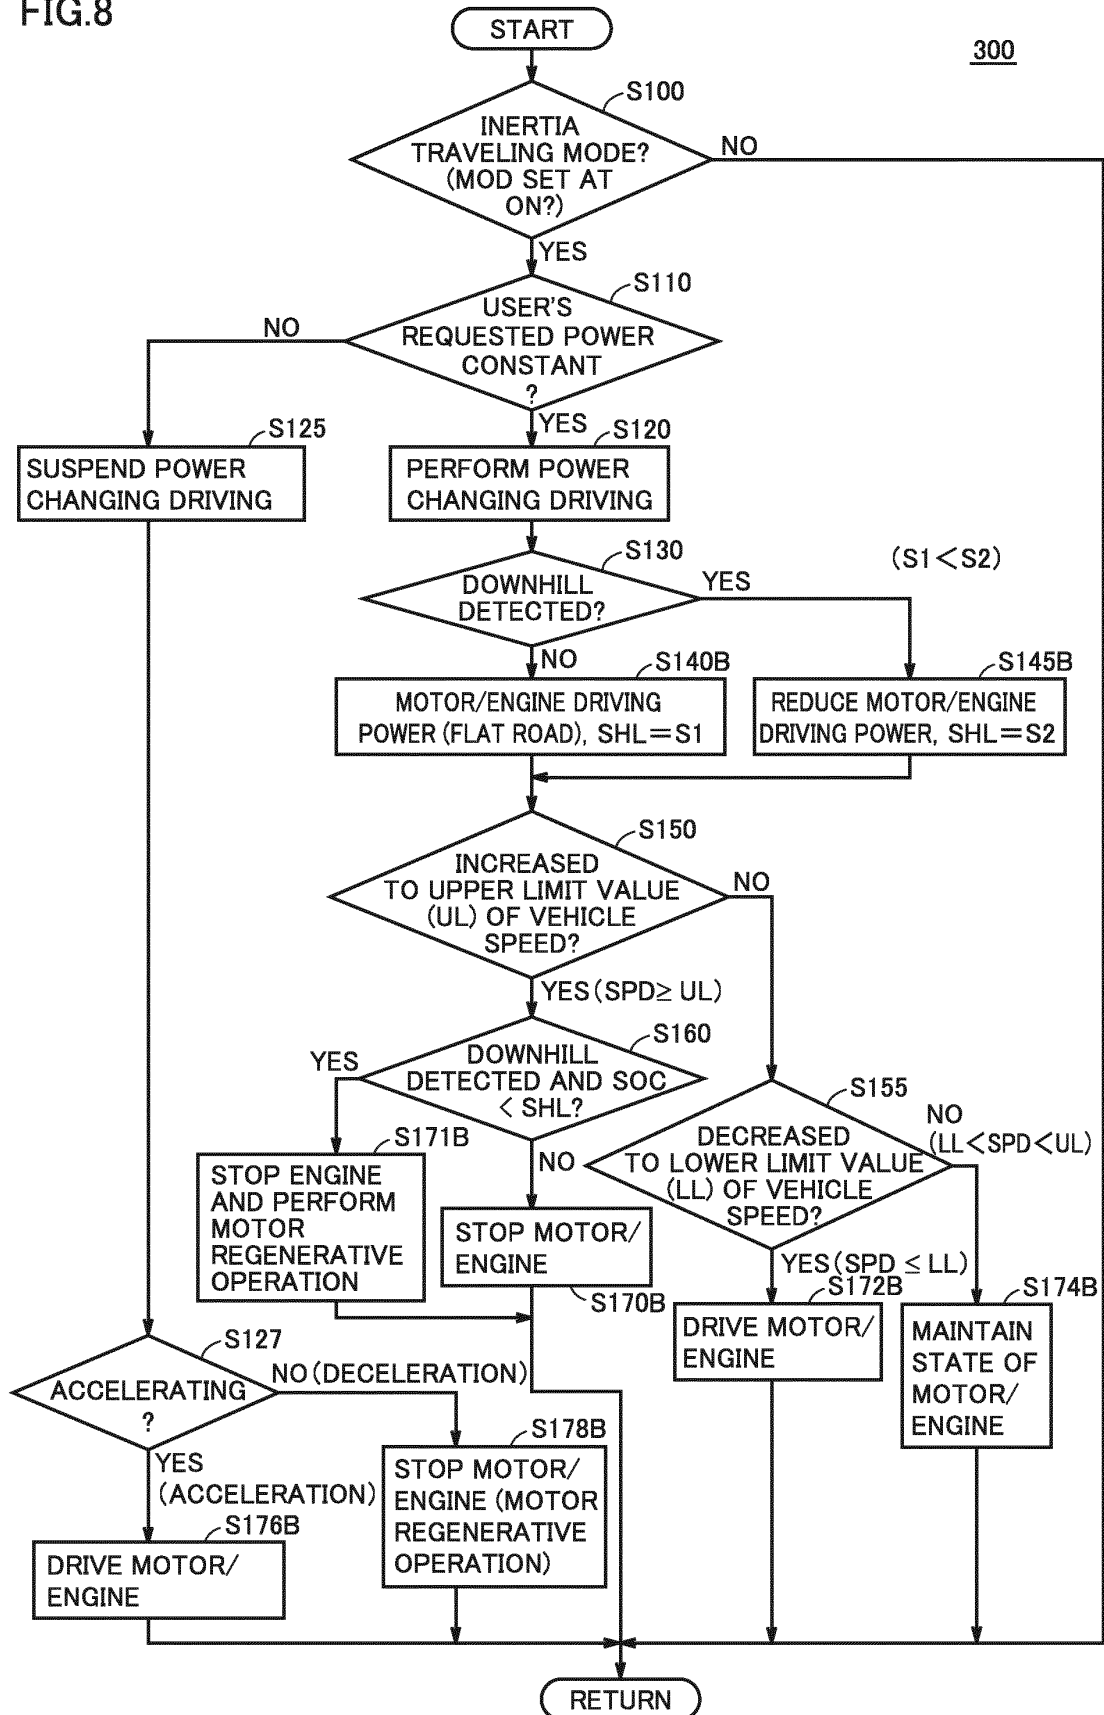 FIG.8
START
300
S100
INERTIA
TRAVELING MODE?
(MOD SET AT
ON?)
NO
YES
S110
USER'S
REQUESTED POWER
CONSTANT
?
NO
YES
S125
SUSPEND POWER
CHANGING DRIVING
S120
PERFORM POWER
CHANGING DRIVING
S130
DOWNHILL
DETECTED?
YES
(S1<S2)
NO
S140B
MOTOR/ENGINE DRIVING
POWER (FLAT ROAD), SHL=S1
S145B
REDUCE MOTOR/ENGINE
DRIVING POWER, SHL=S2
S150
INCREASED
TO UPPER LIMIT VALUE
(UL) OF VEHICLE
SPEED?
NO
YES(SPD≥ UL)
S160
DOWNHILL
DETECTED AND SOC
< SHL?
YES
NO
S155
DECREASED
TO LOWER LIMIT VALUE
(LL) OF VEHICLE
SPEED?
NO
(LL<SPD<UL)
YES(SPD ≤ LL)
S171B
STOP ENGINE
AND PERFORM
MOTOR
REGENERATIVE
OPERATION
STOP MOTOR/
ENGINE
S170B
S172B
DRIVE MOTOR/
ENGINE
S174B
MAINTAIN
STATE OF
MOTOR/
ENGINE
S127
ACCELERATING
?
NO(DECELERATION)
YES
(ACCELERATION)
S178B
STOP MOTOR/
ENGINE (MOTOR
REGENERATIVE
OPERATION)
S176B
DRIVE MOTOR/
ENGINE
RETURN